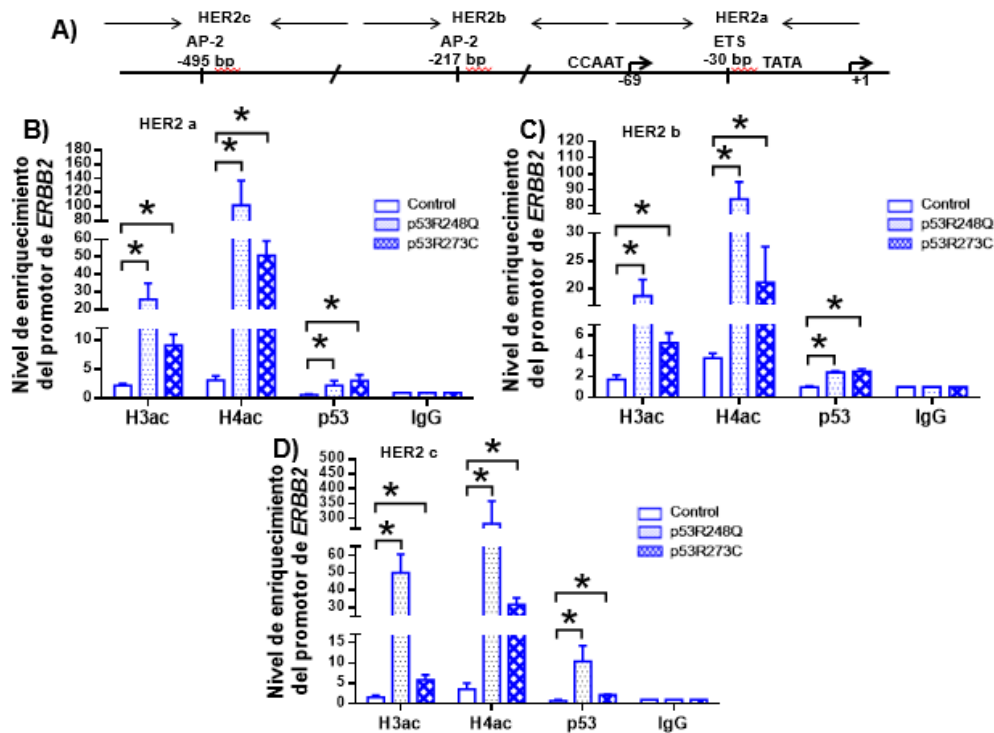 A)
HER2c HER2b HER2a
AP-2 AP-2 ETS
-495 bp -217 bp CCAAT -30 bp TATA
-69 +1
B)
HER2 a
Nivel de enriquecimiento
del promotor de ERBB2
180
160
140
120
100
80
60
50
40
30
20
10
5
0
* * * * * *
Control
p53R248Q
p53R273C
H3ac H4ac p53 IgG
C)
HER2 b
Nivel de enriquecimiento
del promotor de ERBB2
120
110
100
90
80
70
30
25
20
6
4
2
0
* * * * * *
Control
p53R248Q
p53R273C
H3ac H4ac p53 IgG
D)
HER2 c
Nivel de enriquecimiento
del promotor de ERBB2
500
450
400
350
300
60
50
40
30
15
10
5
0
* * * * * *
Control
p53R248Q
p53R273C
H3ac H4ac p53 IgG